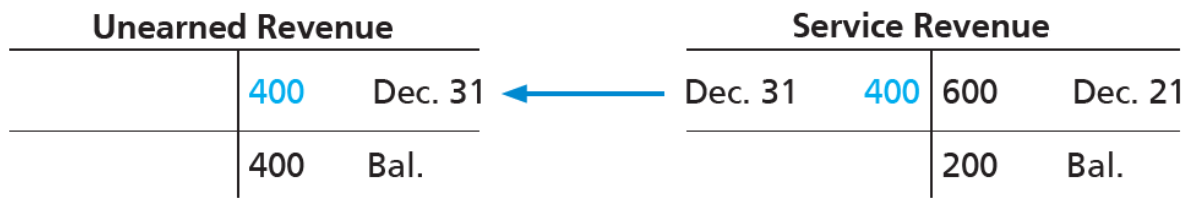 Unearned Revenue Service Revenue
400 Dec. 31 Dec. 31 400 600 Dec. 21
400 Bal. 200 Bal.